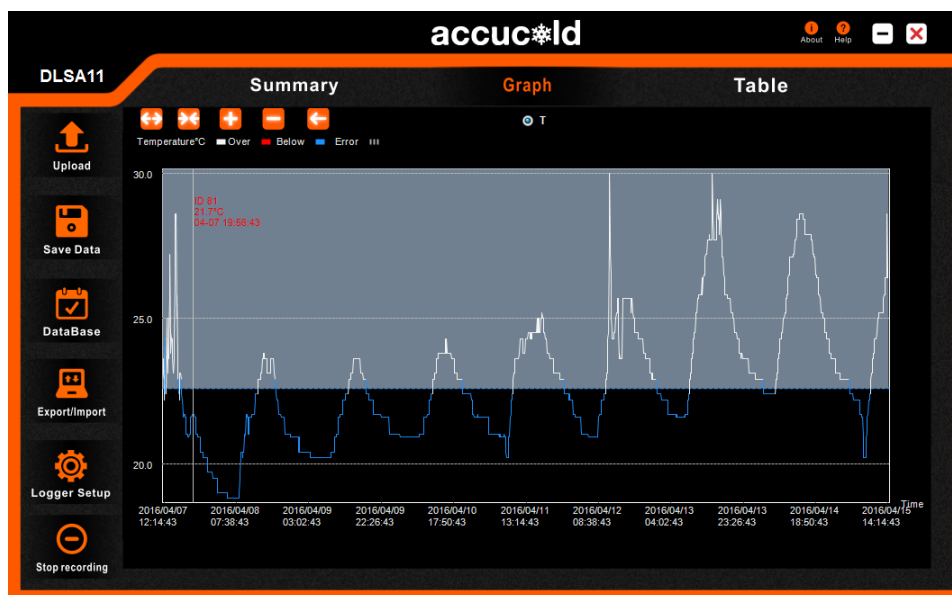 accuc❄ld
About Help
DLSA11
Summary Graph Table
T
Temperature°C Over Below Error
Upload
Save Data
DataBase
Export/Import
Logger Setup
Stop recording
30.0
ID 81
21.7°C
04-07 19:56:43
25.0
20.0
Time
2016/04/07 2016/04/08 2016/04/09 2016/04/09 2016/04/10 2016/04/11 2016/04/12 2016/04/13 2016/04/13 2016/04/14 2016/04/15
12:14:43 07:38:43 03:02:43 22:26:43 17:50:43 13:14:43 08:38:43 04:02:43 23:26:43 18:50:43 14:14:43